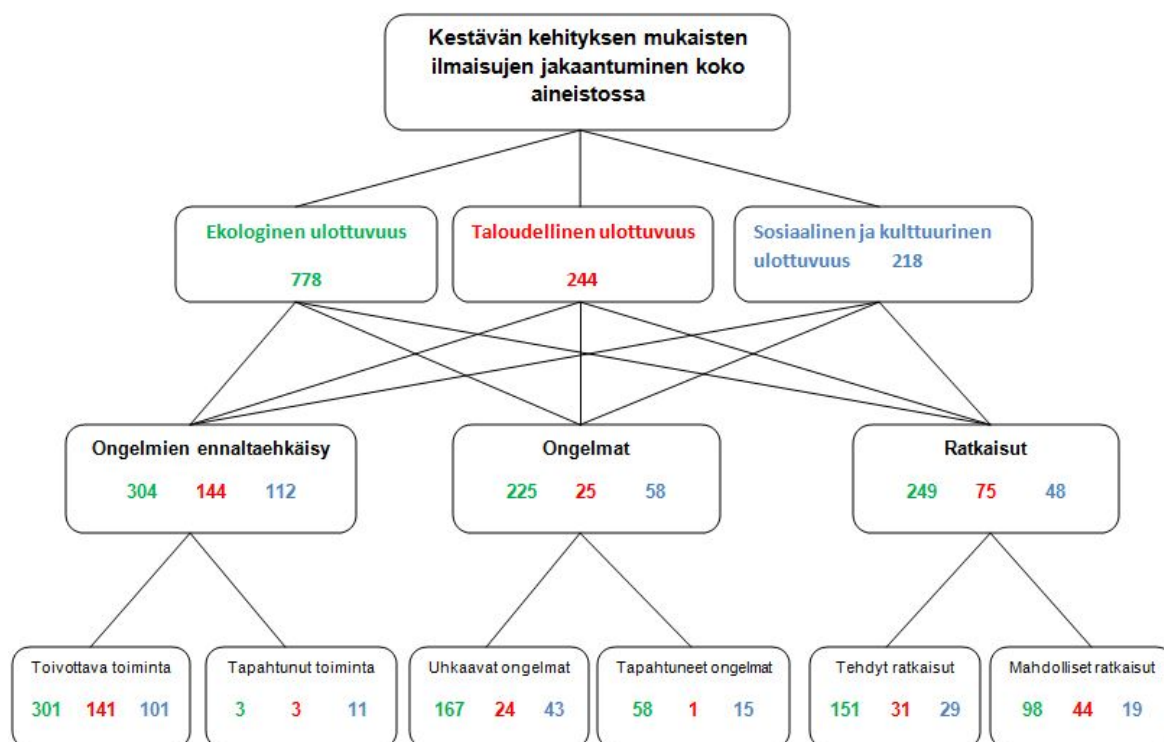 Kestävän kehityksen mukaisten
ilmaisujen jakaantuminen koko
aineistossa
Ekologinen ulottuvuus
778
Taloudellinen ulottuvuus
244
Sosiaalinen ja kulttuurinen
ulottuvuus 218
Ongelmien ennaltaehkäisy
304 144 112
Ongelmat
225 25 58
Ratkaisut
249 75 48
Toivottava toiminta
301 141 101
Tapahtunut toiminta
3 3 11
Uhkaavat ongelmat
167 24 43
Tapahtuneet ongelmat
58 1 15
Tehdyt ratkaisut
151 31 29
Mahdolliset ratkaisut
98 44 19